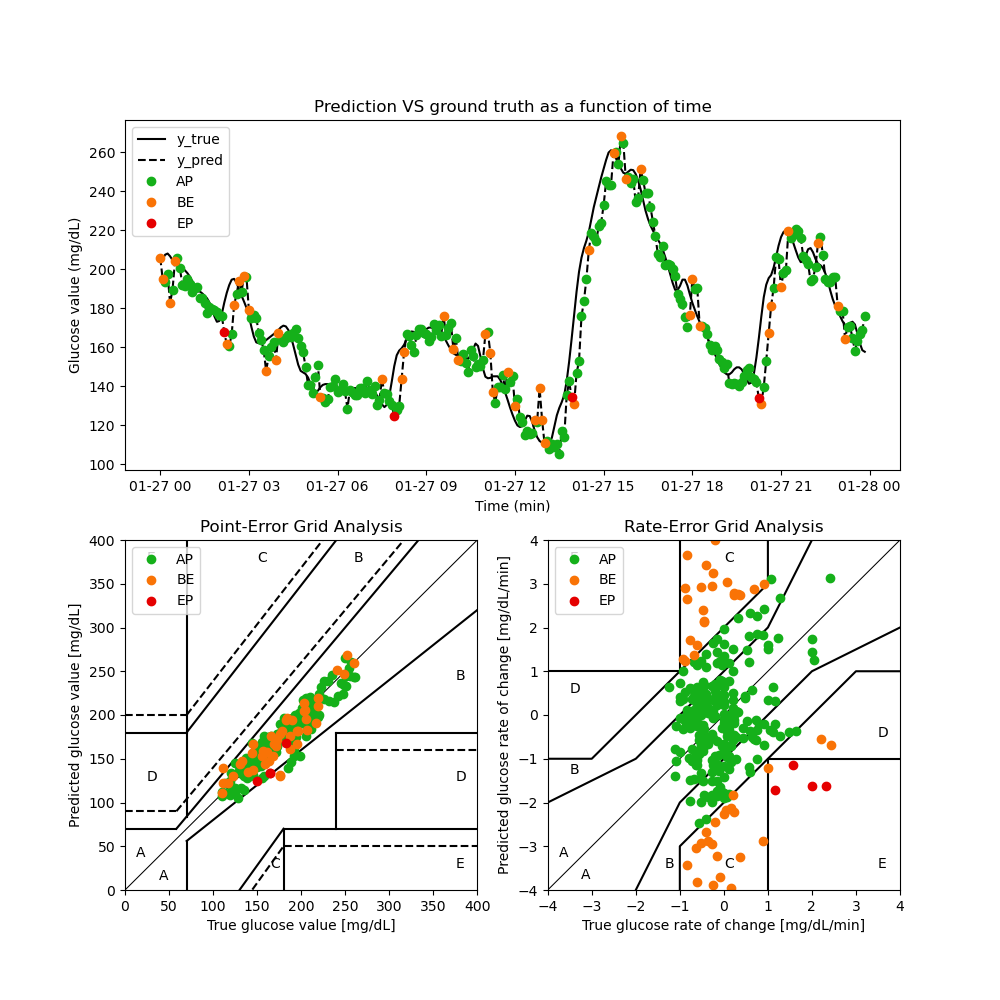 Prediction VS ground truth as a function of time
Glucose value (mg/dL)
260
240
220
200
180
160
140
120
100
y_true
y_pred
AP
BE
EP
01-27 00 01-27 03 01-27 06 01-27 09 01-27 12 01-27 15 01-27 18 01-27 21 01-28 00
Time (min)
Point-Error Grid Analysis
Predicted glucose value [mg/dL]
400
350
300
250
200
150
100
50
0
AP
BE
EP
C B
B
D D
A
A C E
0 50 100 150 200 250 300 350 400
True glucose value [mg/dL]
Rate-Error Grid Analysis
Predicted glucose rate of change [mg/dL/min]
4
3
2
1
0
−1
−2
−3
−4
AP
BE
EP
C
D
D
B
A
A B C E
−4 −3 −2 −1 0 1 2 3 4
True glucose rate of change [mg/dL/min]